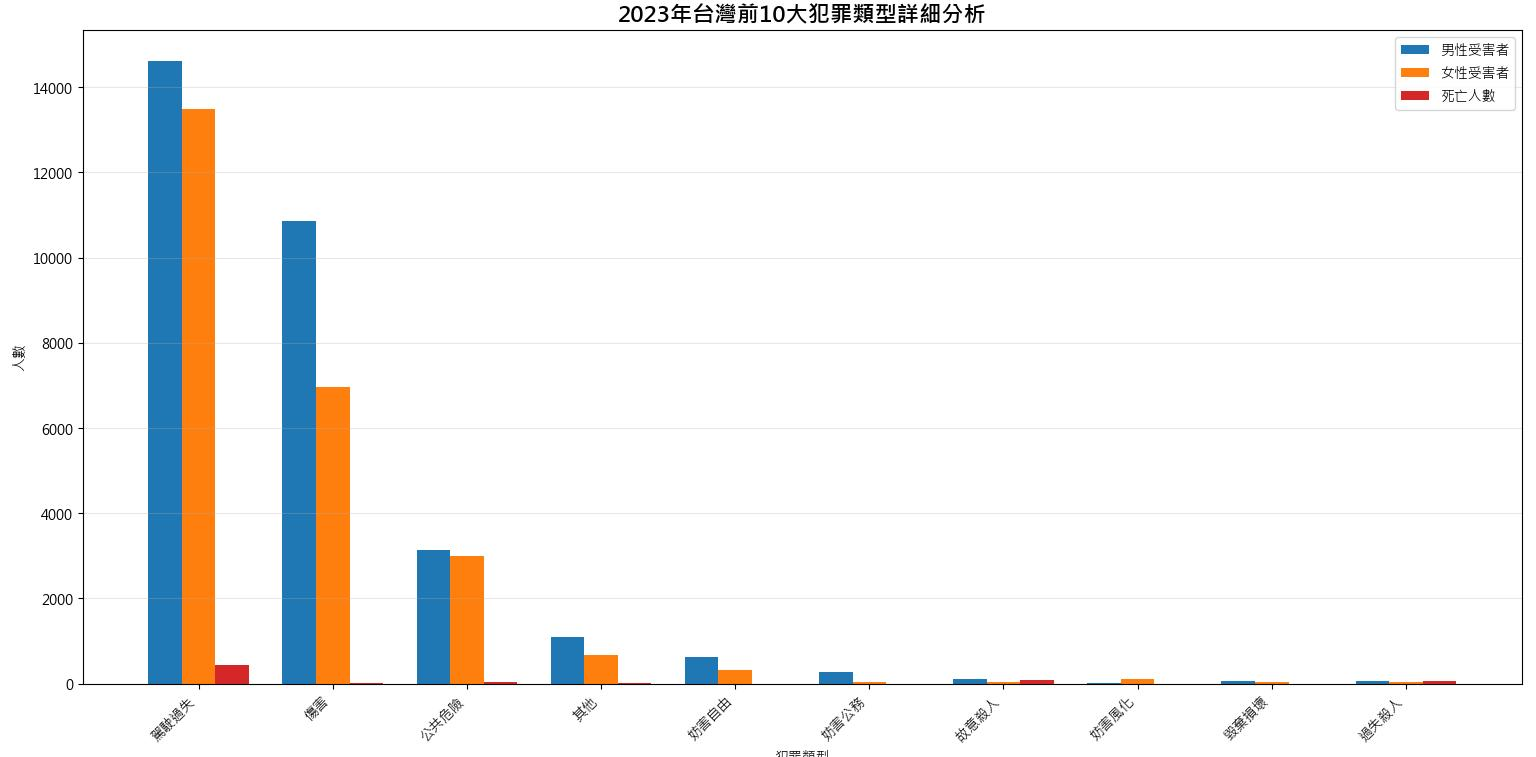 2023年台灣前10大犯罪類型詳細分析
男性受害者
女性受害者
死亡人數
14000
12000
10000
8000
6000
4000
2000
0
人數
駕駛過失
傷害
公共危險
其他
妨害自由
妨害公務
故意殺人
妨害風化
毀棄損壞
過失殺人
犯罪類型